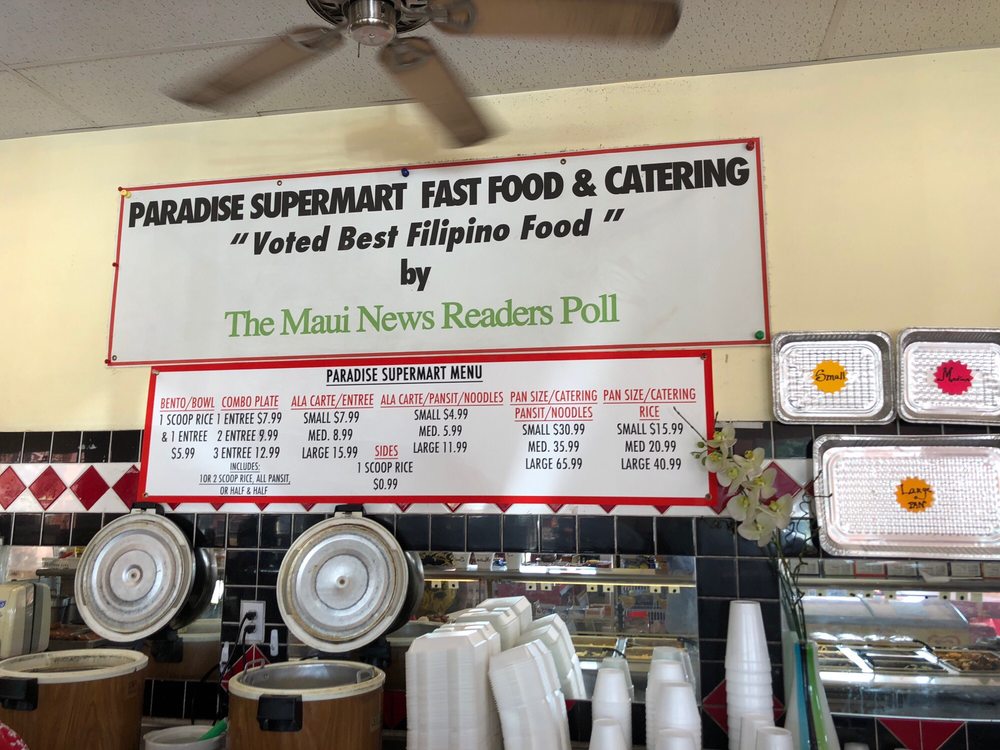 PARADISE SUPERMART FAST FOOD & CATERING
“Voted Best Filipino Food”
by
The Maui News Readers Poll
PARADISE SUPERMART MENU
BENTO/BOWL
1 SCOOP RICE
& 1 ENTREE
$5.99
COMBO PLATE
1 ENTREE $7.99
2 ENTREE 9.99
3 ENTREE 12.99
INCLUDES:
1OR 2 SCOOP RICE, ALL PANSIT,
OR HALF & HALF
ALA CARTE/ENTREE
SMALL $7.99
MED. 8.99
LARGE 15.99
SIDES
1 SCOOP RICE
$0.99
ALA CARTE/PANSIT/NOODLES
SMALL $4.99
MED. 5.99
LARGE 11.99
PAN SIZE/CATERING
PANSIT/NOODLES
SMALL $30.99
MED. 35.99
LARGE 65.99
PAN SIZE/CATERING
RICE
SMALL $15.99
MED 20.99
LARGE 40.99
Small
Medium
Large
PAN